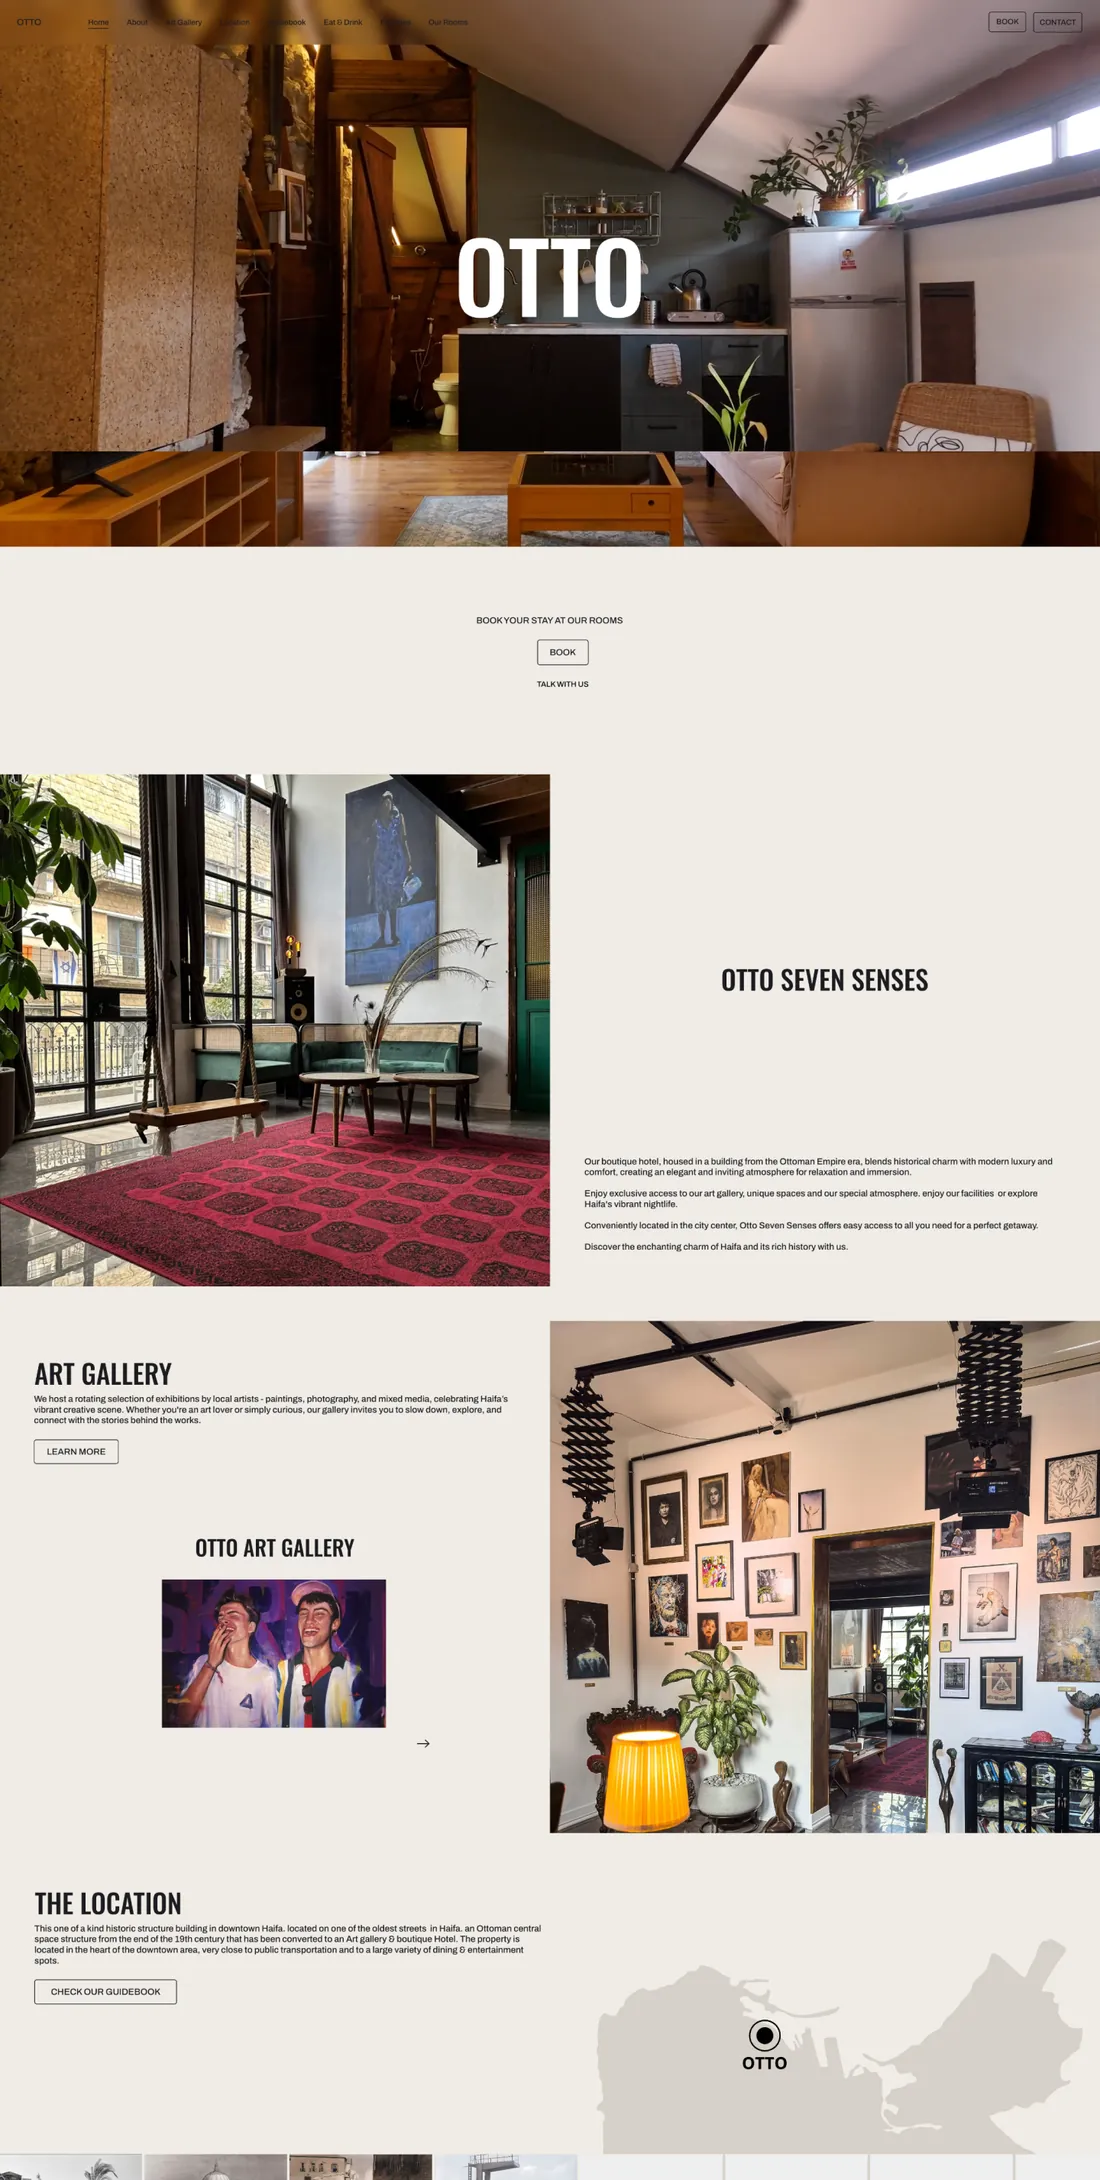 OTTO
Home
About
Art Gallery
Eat & Drink
Our Rooms
BOOK
CONTACT
OTTO
BOOK YOUR STAY AT OUR ROOMS
BOOK
TALK WITH US
OTTO SEVEN SENSES
Our boutique hotel, housed in a building from the Ottoman Empire era, blends historical charm with modern luxury and
comfort, creating an elegant and inviting atmosphere for relaxation and immersion.
Enjoy exclusive access to our art gallery, unique spaces and our special atmosphere. enjoy our facilities or explore
Haifa's vibrant nightlife.
Conveniently located in the city center, Otto Seven Senses offers easy access to all you need for a perfect getaway.
Discover the enchanting charm of Haifa and its rich history with us.
ART GALLERY
We host a rotating selection of exhibitions by local artists - paintings, photography, and mixed media, celebrating Haifa's
vibrant creative scene. Whether you're an art lover or simply curious, our gallery invites you to slow down, explore, and
connect with the stories behind the works.
LEARN MORE
OTTO ART GALLERY
THE LOCATION
This one of a kind historic structure building in downtown Haifa. located on one of the oldest streets in Haifa. an Ottoman central
space structure from the end of the 19th century that has been converted to an Art gallery & boutique Hotel. The property is
located in the heart of the downtown area, very close to public transportation and to a large variety of dining & entertainment
spots.
CHECK OUR GUIDEBOOK
OTTO